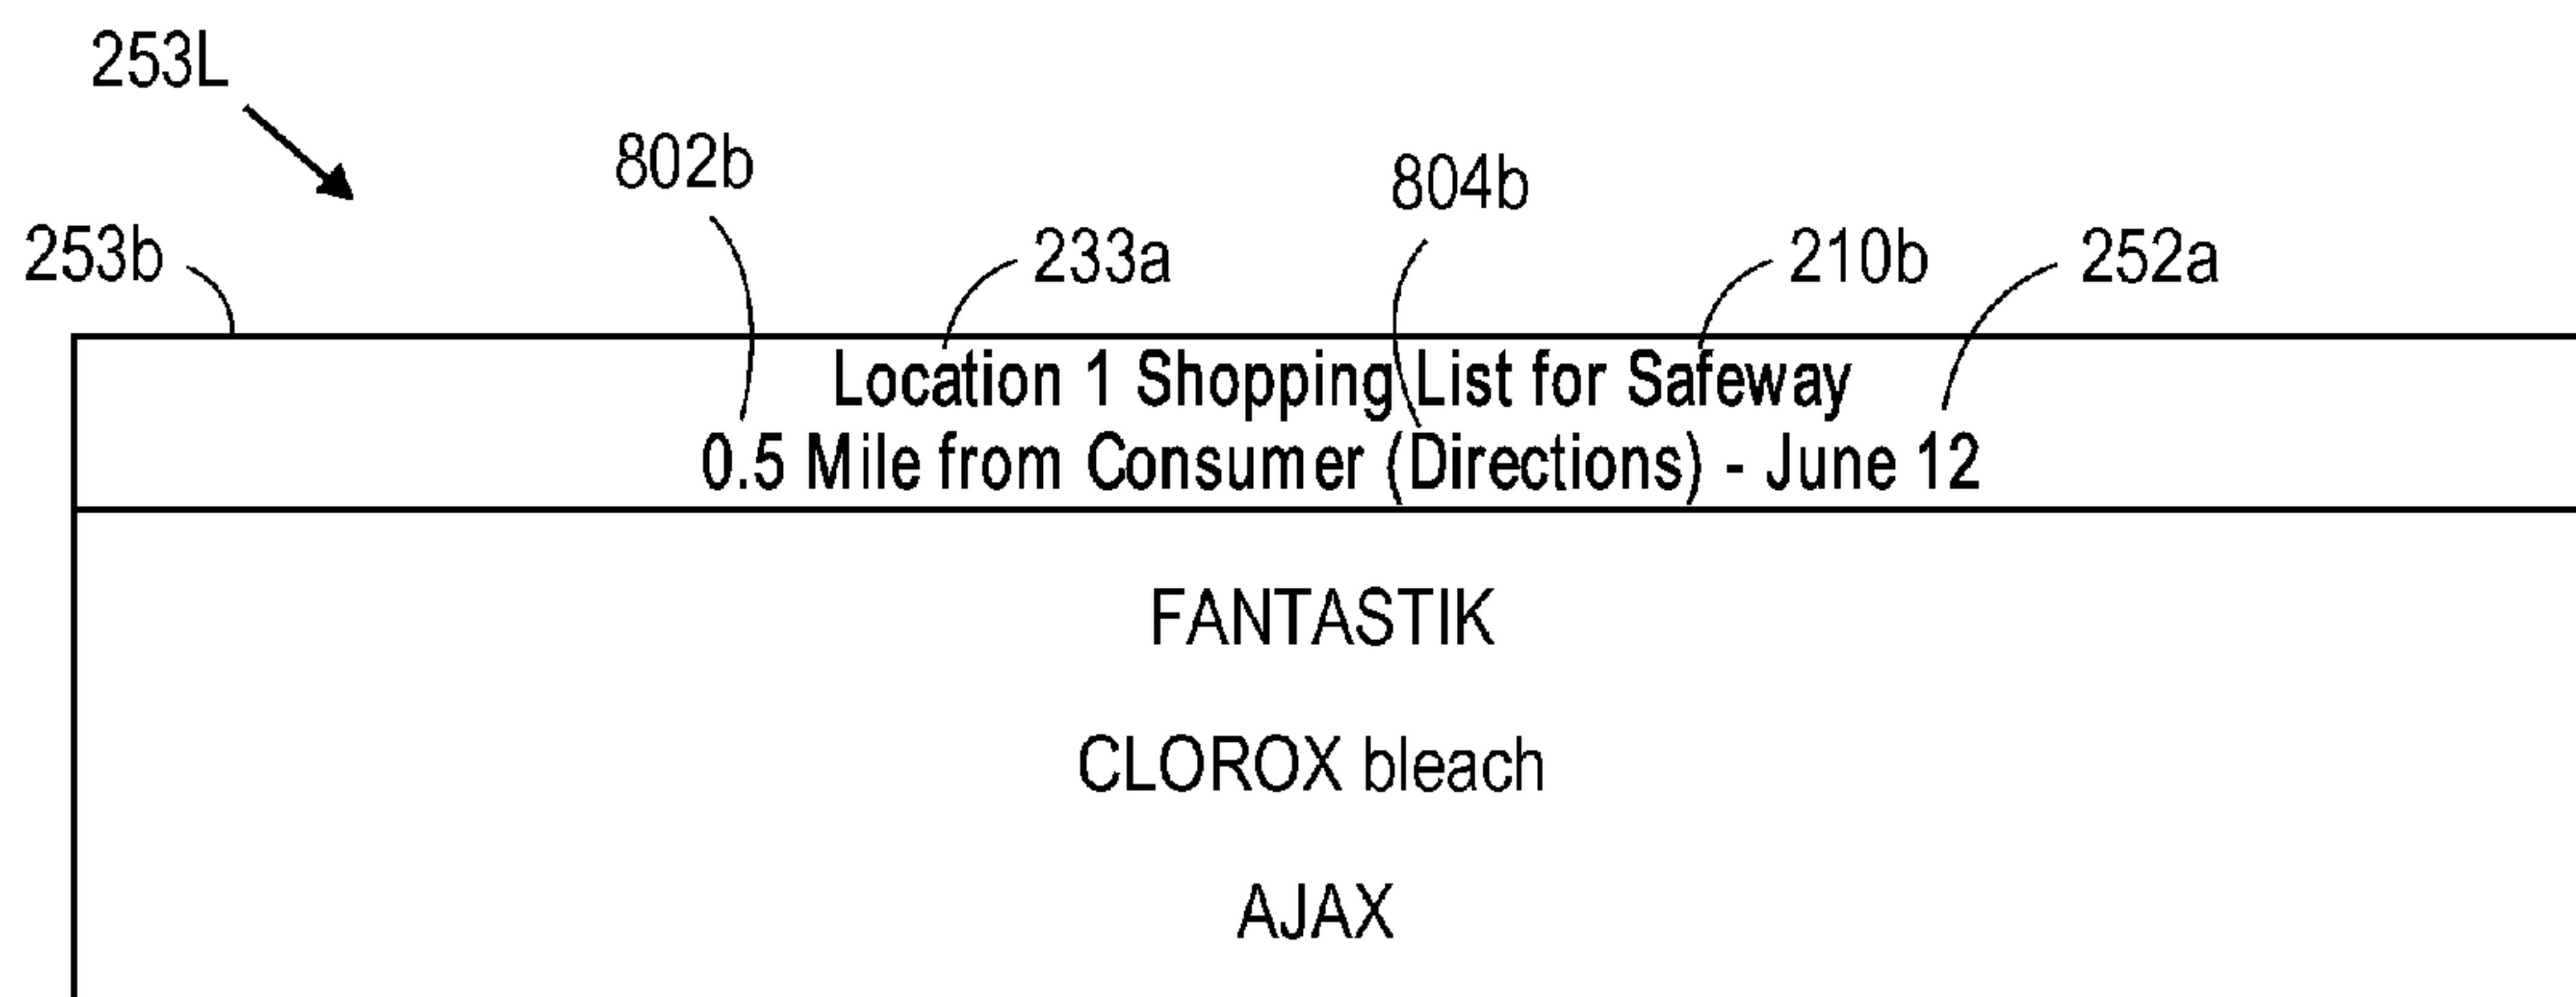 253L
802b
804b
253b
233a
210b
252a
Location 1 Shopping List for Safeway
0.5 Mile from Consumer (Directions) - June 12
FANTASTIK
CLOROX bleach
AJAX